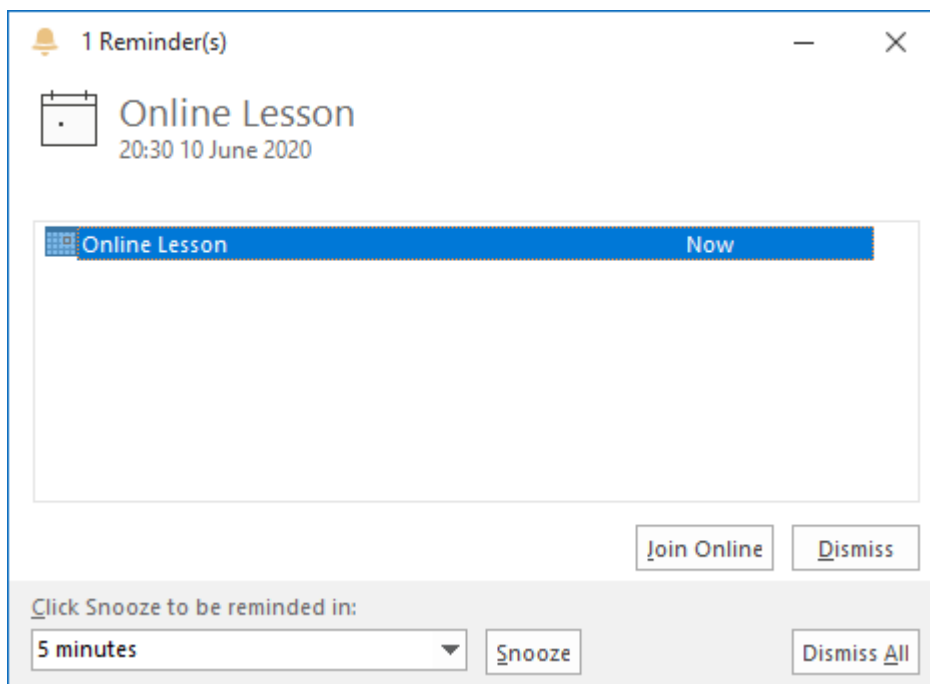 1 Reminder(s)
Online Lesson
20:30 10 June 2020
Online Lesson Now
Join Online Dismiss
Click Snooze to be reminded in:
5 minutes Snooze Dismiss All